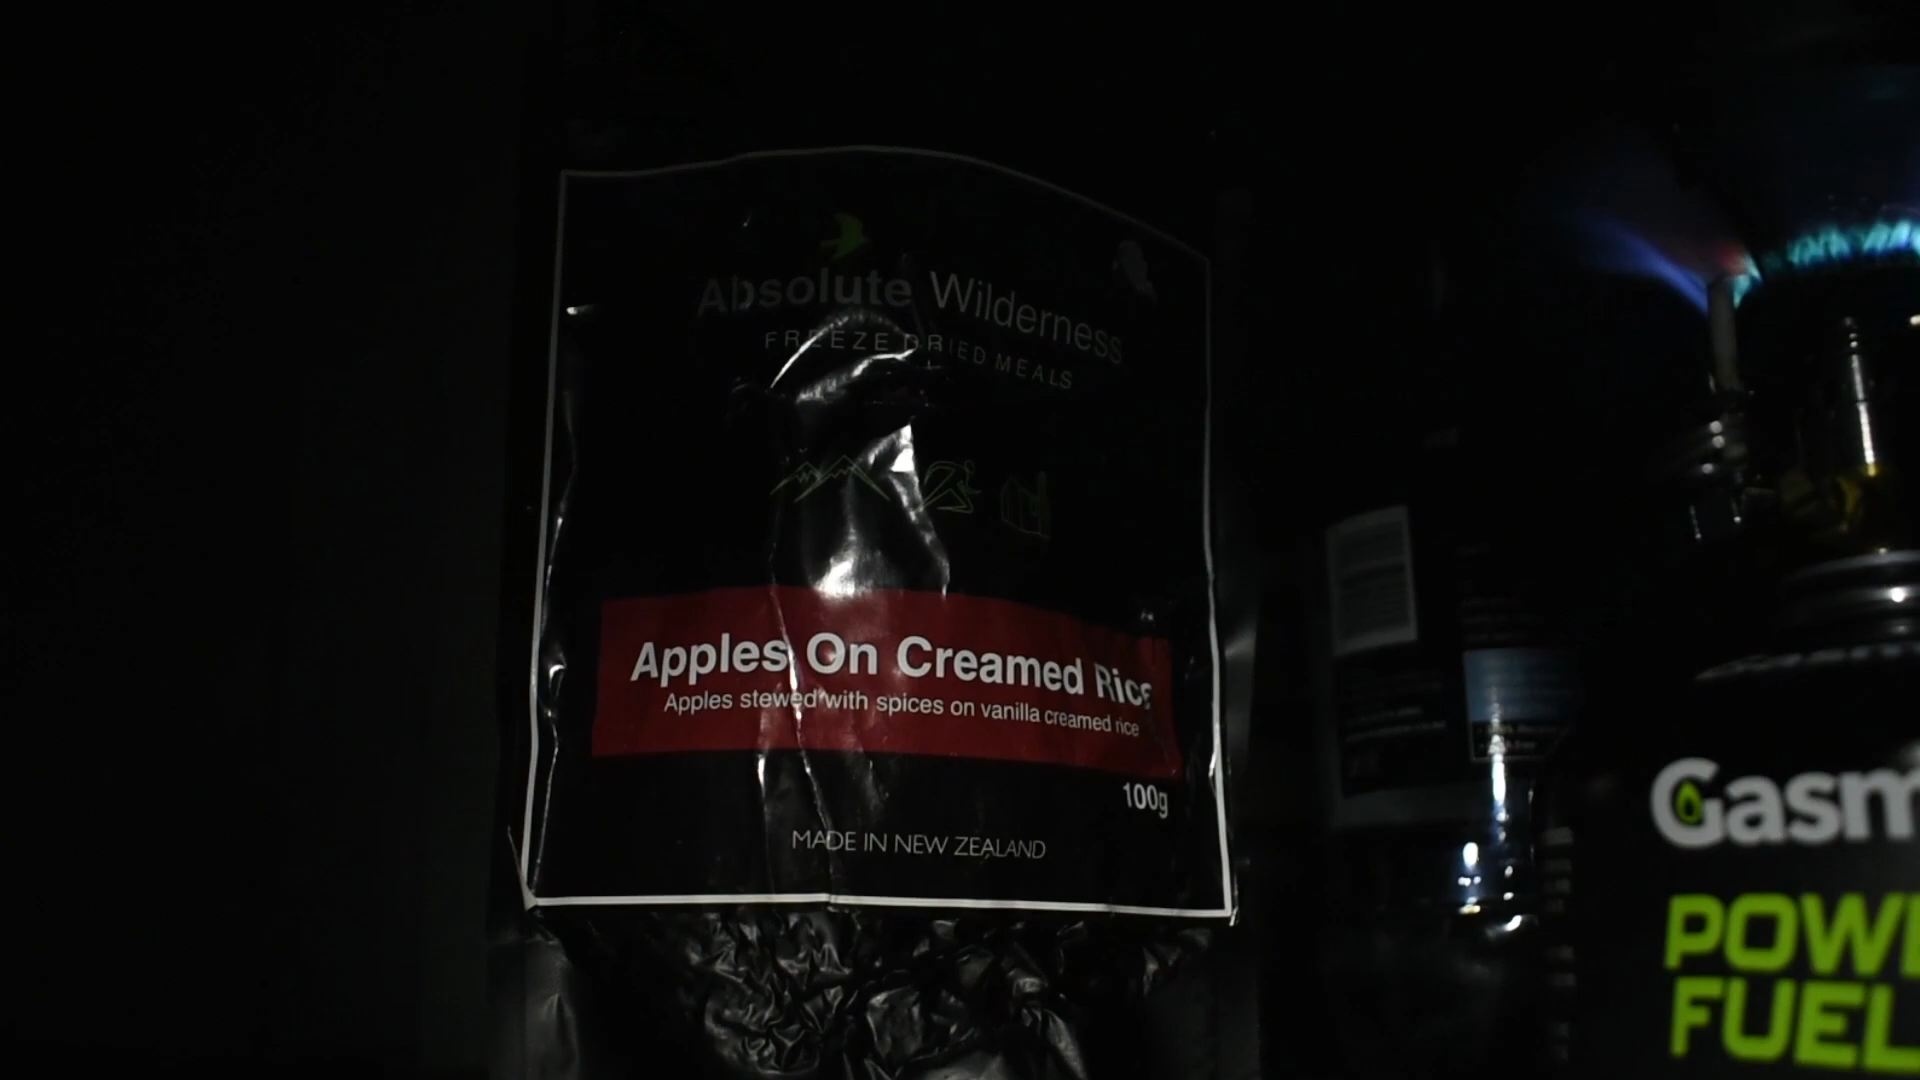 Absolute Wilderness
FREEZE DRIED MEALS
Apples On Creamed Rice
Apples stewed with spices on vanilla creamed rice
100g
MADE IN NEW ZEALAND
Gasm
POW
FUEL